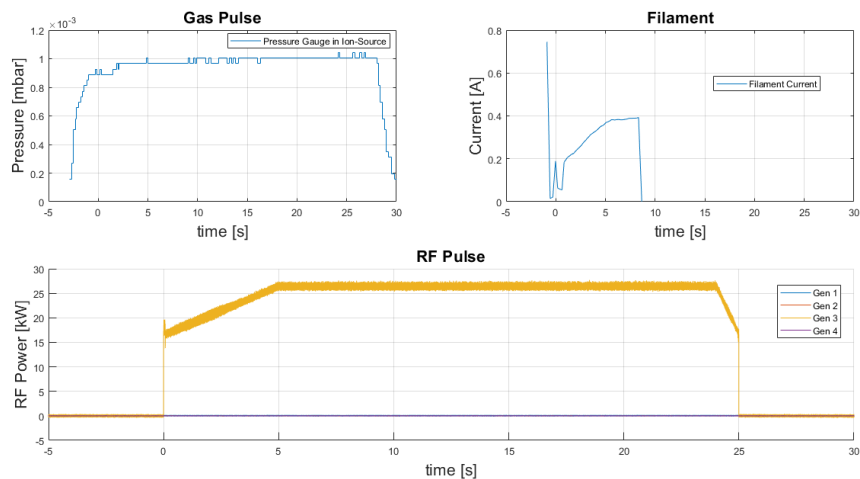 Gas Pulse
×10⁻³
1.2
1
0.8
0.6
0.4
0.2
0
Pressure [mbar]
Pressure Gauge in Ion-Source
-5 0 5 10 15 20 25 30
time [s]
Filament
0.8
0.6
0.4
0.2
0
Current [A]
Filament Current
-5 0 5 10 15 20 25 30
time [s]
RF Pulse
30
25
20
15
10
5
0
-5
RF Power [kW]
Gen 1
Gen 2
Gen 3
Gen 4
-5 0 5 10 15 20 25 30
time [s]